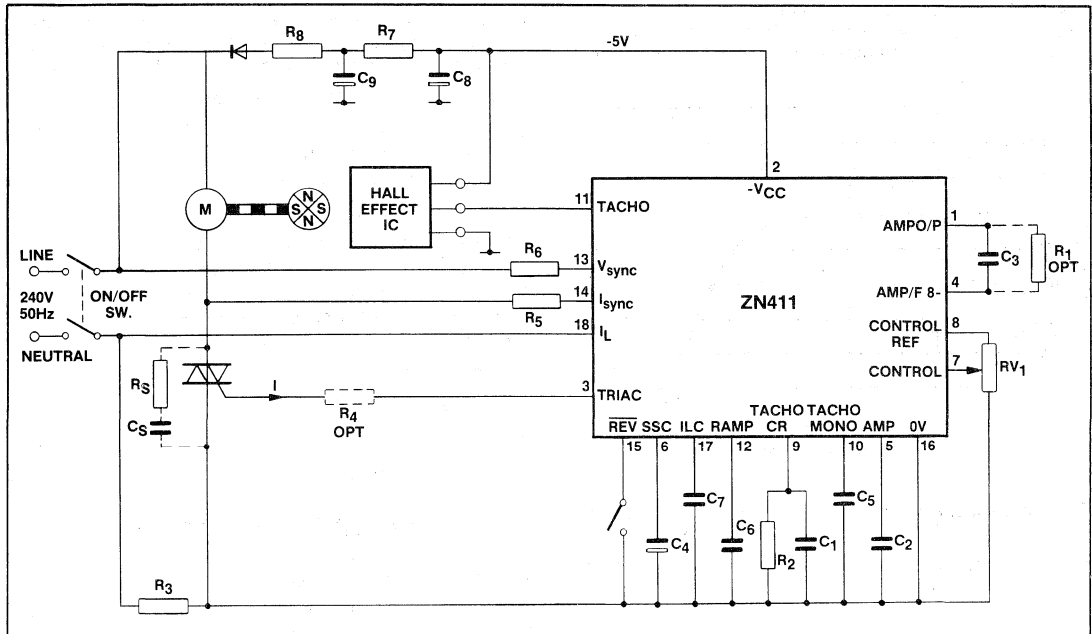 R8
R7
-5V
C9
C8
2
-VCC
HALL
EFFECT
IC
N
S
S
N
M
11
TACHO
AMPO/P
1
C3
R1
OPT
LINE
R6
13
Vsync
4
AMP/F 8-
240V
50Hz
ON/OFF
SW.
R5
14
Isync
ZN411
NEUTRAL
18
IL
CONTROL
REF
8
CONTROL
7
RV1
RS
CS
I
R4
OPT
3
TRIAC
REV
SSC
ILC
RAMP
TACHO
CR
TACHO
MONO
AMP
0V
15
6
17
12
9
10
5
16
C7
C5
C4
C6
R2
C1
C2
R3